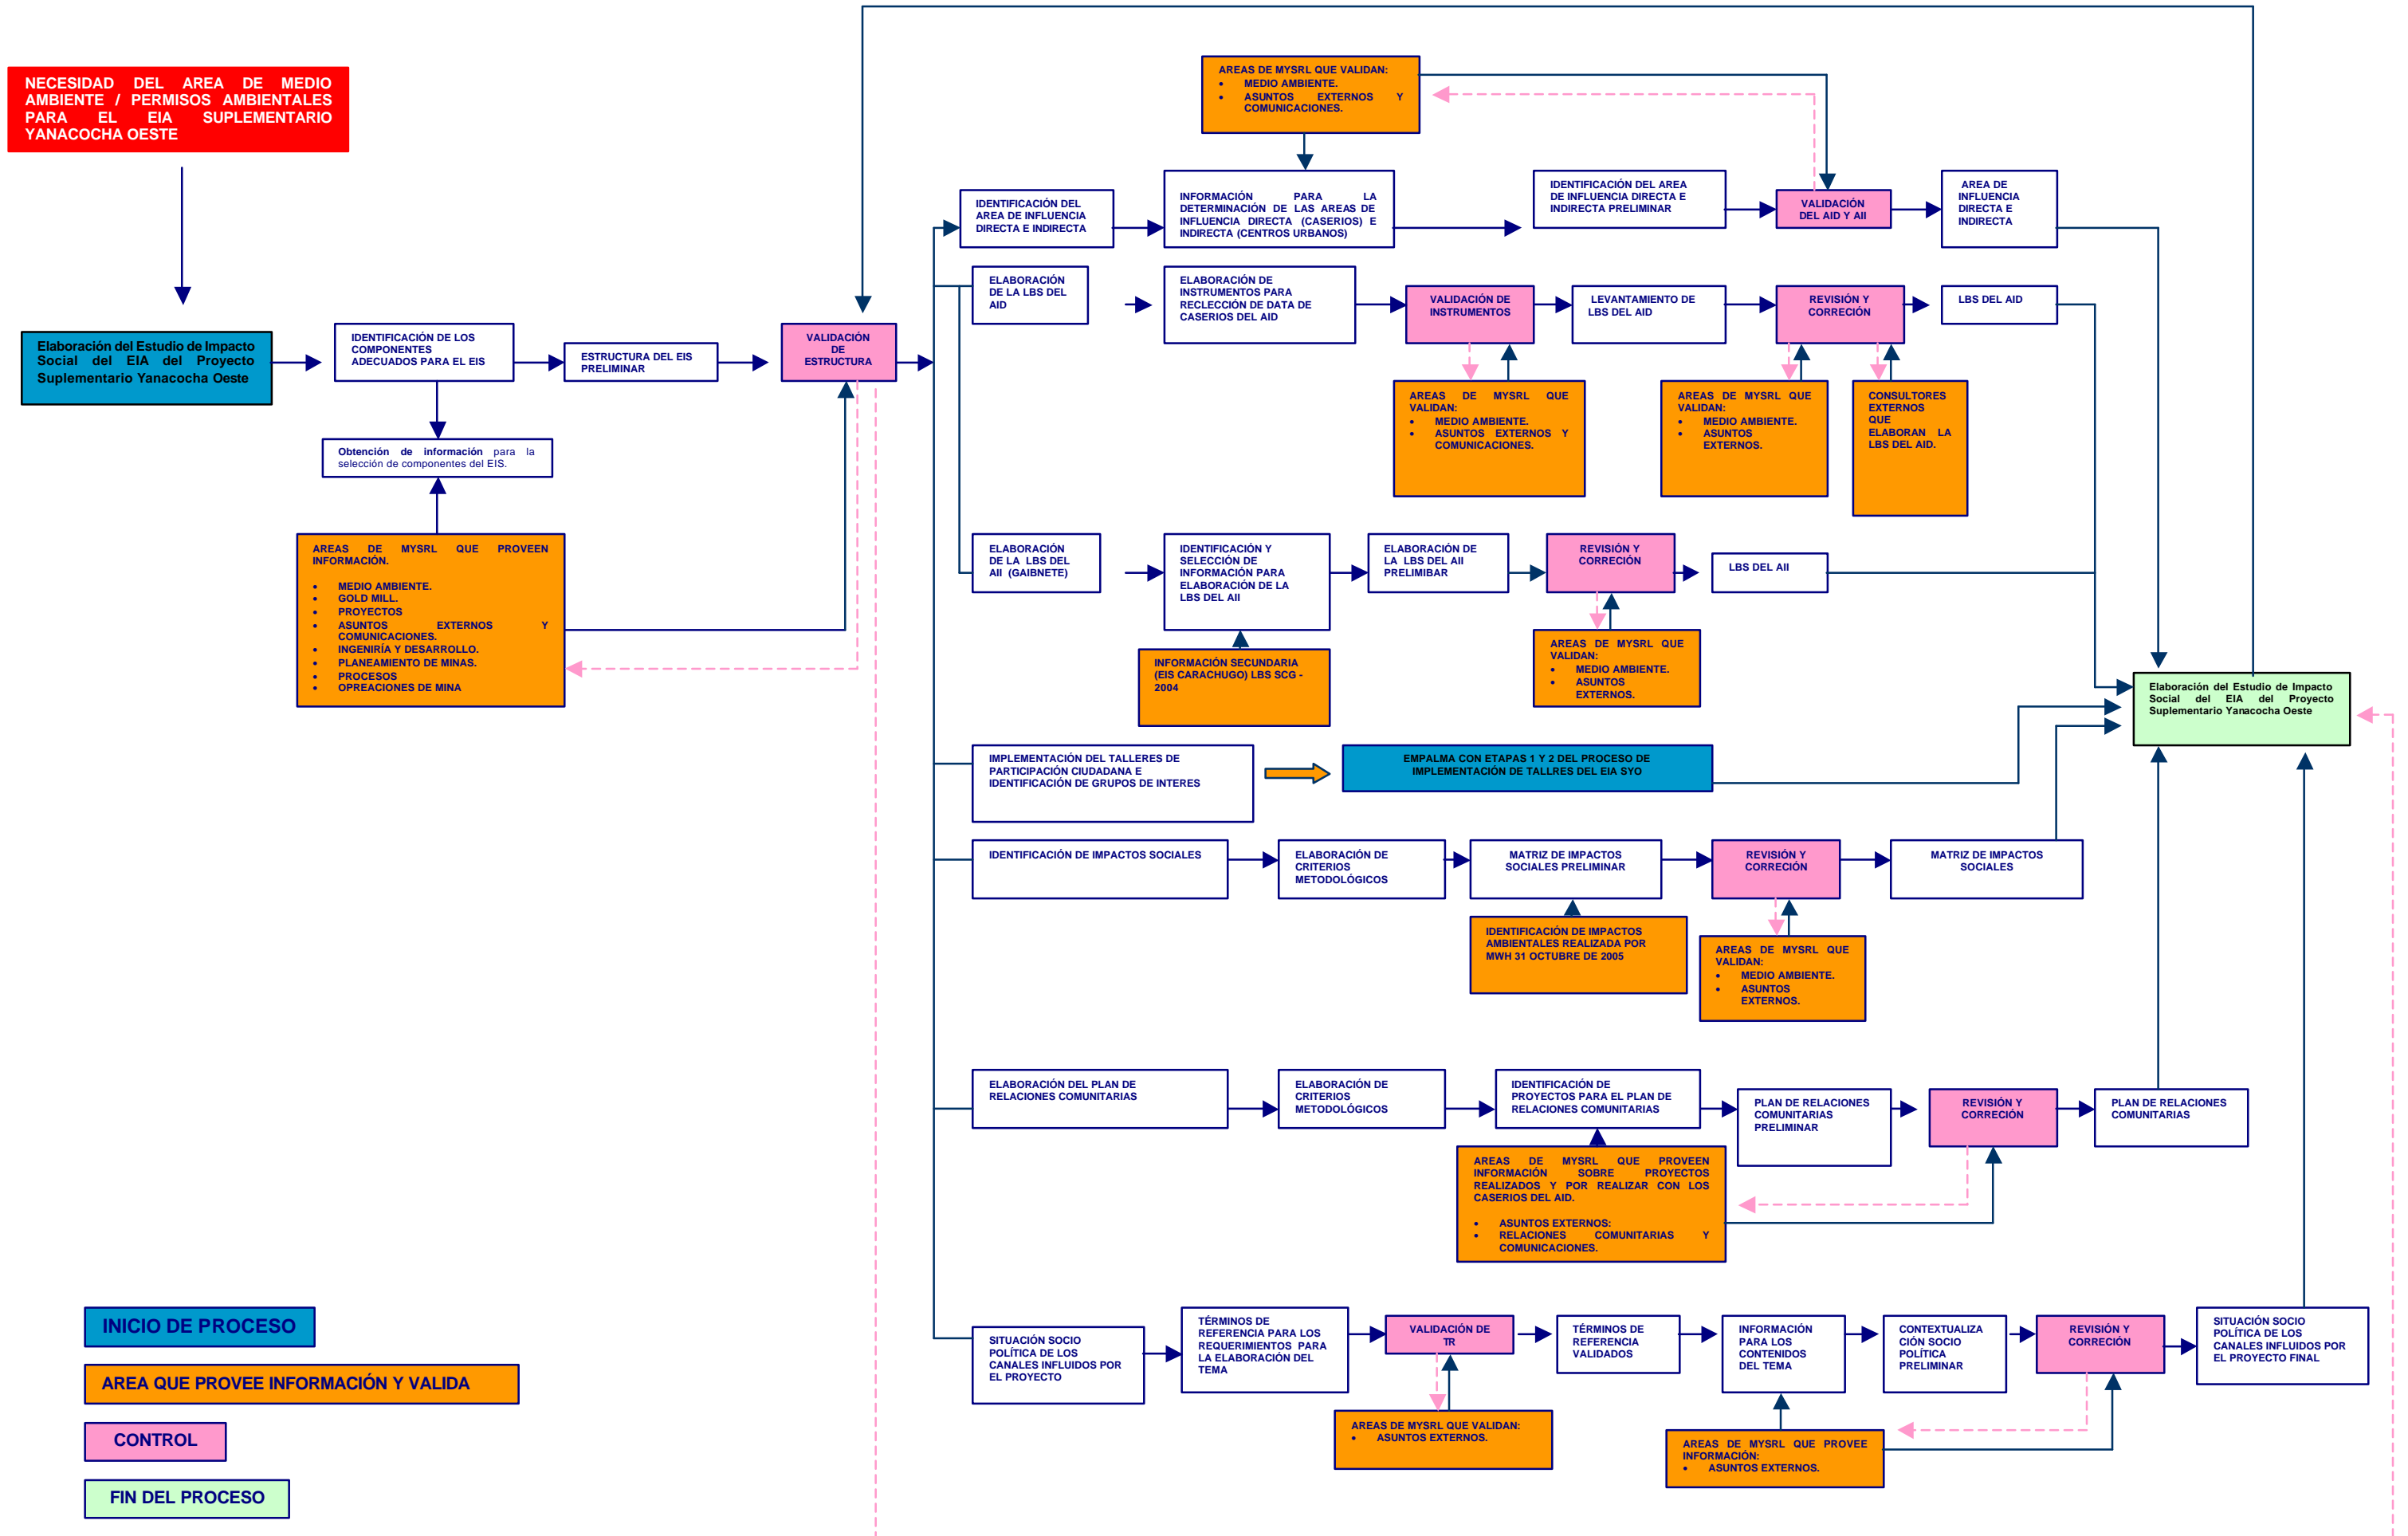 NECESIDAD DEL AREA DE MEDIO
AMBIENTE / PERMISOS AMBIENTALES
PARA EL EIA SUPLEMENTARIO
YANACOCHA OESTE
Elaboración del Estudio de Impacto
Social del EIA del Proyecto
Suplementario Yanacocha Oeste
IDENTIFICACIÓN DE LOS
COMPONENTES
ADECUADOS PARA EL EIS
ESTRUCTURA DEL EIS
PRELIMINAR
VALIDACIÓN
DE
ESTRUCTURA
Obtención de información para la
selección de componentes del EIS.
AREAS DE MYSRL QUE PROVEEN
INFORMACIÓN.
• MEDIO AMBIENTE.
• GOLD MILL.
• PROYECTOS
• ASUNTOS EXTERNOS Y
COMUNICACIONES.
• INGENIRÍA Y DESARROLLO.
• PLANEAMIENTO DE MINAS.
• PROCESOS
• OPREACIONES DE MINA
AREAS DE MYSRL QUE VALIDAN:
• MEDIO AMBIENTE.
• ASUNTOS EXTERNOS Y
COMUNICACIONES.
IDENTIFICACIÓN DEL
AREA DE INFLUENCIA
DIRECTA E INDIRECTA
INFORMACIÓN PARA LA
DETERMINACIÓN DE LAS AREAS DE
INFLUENCIA DIRECTA (CASERIOS) E
INDIRECTA (CENTROS URBANOS)
IDENTIFICACIÓN DEL AREA
DE INFLUENCIA DIRECTA E
INDIRECTA PRELIMINAR
VALIDACIÓN
DEL AID Y AII
AREA DE
INFLUENCIA
DIRECTA E
INDIRECTA
ELABORACIÓN
DE LA LBS DEL
AID
ELABORACIÓN DE
INSTRUMENTOS PARA
RECLECCIÓN DE DATA DE
CASERIOS DEL AID
VALIDACIÓN DE
INSTRUMENTOS
LEVANTAMIENTO DE
LBS DEL AID
REVISIÓN Y
CORRECIÓN
LBS DEL AID
AREAS DE MYSRL QUE
VALIDAN:
• MEDIO AMBIENTE.
• ASUNTOS EXTERNOS Y
COMUNICACIONES.
AREAS DE MYSRL QUE
VALIDAN:
• MEDIO AMBIENTE.
• ASUNTOS
EXTERNOS.
CONSULTORES
EXTERNOS
QUE
ELABORAN LA
LBS DEL AID.
ELABORACIÓN
DE LA LBS DEL
AII (GAIBNETE)
IDENTIFICACIÓN Y
SELECCIÓN DE
INFORMACIÓN PARA
ELABORACIÓN DE LA
LBS DEL AII
ELABORACIÓN DE
LA LBS DEL AII
PRELIMIBAR
REVISIÓN Y
CORRECIÓN
LBS DEL AII
INFORMACIÓN SECUNDARIA
(EIS CARACHUGO) LBS SCG -
2004
AREAS DE MYSRL QUE
VALIDAN:
• MEDIO AMBIENTE.
• ASUNTOS
EXTERNOS.
Elaboración del Estudio de Impacto
Social del EIA del Proyecto
Suplementario Yanacocha Oeste
IMPLEMENTACIÓN DEL TALLERES DE
PARTICIPACIÓN CIUDADANA E
IDENTIFICACIÓN DE GRUPOS DE INTERES
EMPALMA CON ETAPAS 1 Y 2 DEL PROCESO DE
IMPLEMENTACIÓN DE TALLRES DEL EIA SYO
IDENTIFICACIÓN DE IMPACTOS SOCIALES
ELABORACIÓN DE
CRITERIOS
METODOLÓGICOS
MATRIZ DE IMPACTOS
SOCIALES PRELIMINAR
REVISIÓN Y
CORRECIÓN
MATRIZ DE IMPACTOS
SOCIALES
IDENTIFICACIÓN DE IMPACTOS
AMBIENTALES REALIZADA POR
MWH 31 OCTUBRE DE 2005
AREAS DE MYSRL QUE
VALIDAN:
• MEDIO AMBIENTE.
• ASUNTOS
EXTERNOS.
ELABORACIÓN DEL PLAN DE
RELACIONES COMUNITARIAS
ELABORACIÓN DE
CRITERIOS
METODOLÓGICOS
IDENTIFICACIÓN DE
PROYECTOS PARA EL PLAN DE
RELACIONES COMUNITARIAS
PLAN DE RELACIONES
COMUNITARIAS
PRELIMINAR
REVISIÓN Y
CORRECIÓN
PLAN DE RELACIONES
COMUNITARIAS
AREAS DE MYSRL QUE PROVEEN
INFORMACIÓN SOBRE PROYECTOS
REALIZADOS Y POR REALIZAR CON LOS
CASERIOS DEL AID.
• ASUNTOS EXTERNOS:
• RELACIONES COMUNITARIAS Y
COMUNICACIONES.
SITUACIÓN SOCIO
POLÍTICA DE LOS
CANALES INFLUIDOS POR
EL PROYECTO
TÉRMINOS DE
REFERENCIA PARA LOS
REQUERIMIENTOS PARA
LA ELABORACIÓN DEL
TEMA
VALIDACIÓN DE
TR
TÉRMINOS DE
REFERENCIA
VALIDADOS
INFORMACIÓN
PARA LOS
CONTENIDOS
DEL TEMA
CONTEXTUALIZA
CIÓN SOCIO
POLÍTICA
PRELIMINAR
REVISIÓN Y
CORRECIÓN
SITUACIÓN SOCIO
POLÍTICA DE LOS
CANALES INFLUIDOS POR
EL PROYECTO FINAL
AREAS DE MYSRL QUE VALIDAN:
• ASUNTOS EXTERNOS.
AREAS DE MYSRL QUE PROVEE
INFORMACIÓN:
• ASUNTOS EXTERNOS.
INICIO DE PROCESO
AREA QUE PROVEE INFORMACIÓN Y VALIDA
CONTROL
FIN DEL PROCESO